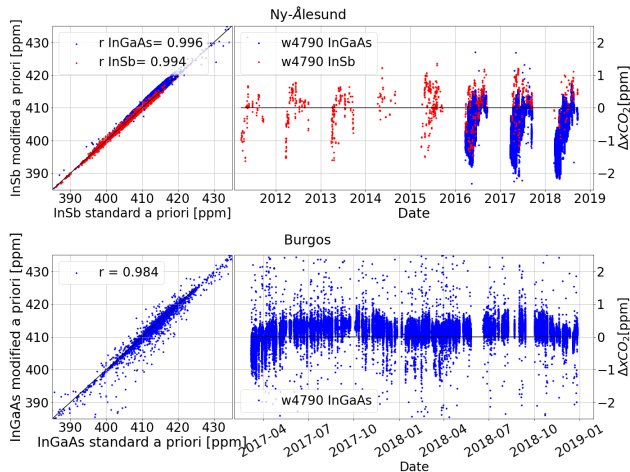 Ny-Ålesund
InSb modified a priori [ppm]
430
420
410
400
390
r InGaAs= 0.996
r InSb= 0.994
w4790 InGaAs
w4790 InSb
2
1
0
−1
−2
ΔxCO2[ppm]
390 400 410 420 430
2012 2013 2014 2015 2016 2017 2018 2019
InSb standard a priori [ppm]
Date
Burgos
InGaAs modified a priori [ppm]
430
420
410
400
390
r = 0.984
w4790 InGaAs
2
1
0
−1
−2
ΔxCO2[ppm]
390 400 410 420 430
InGaAs standard a priori [ppm]
2017-04 2017-07 2017-10 2018-01 2018-04 2018-07 2018-10 2019-01
Date